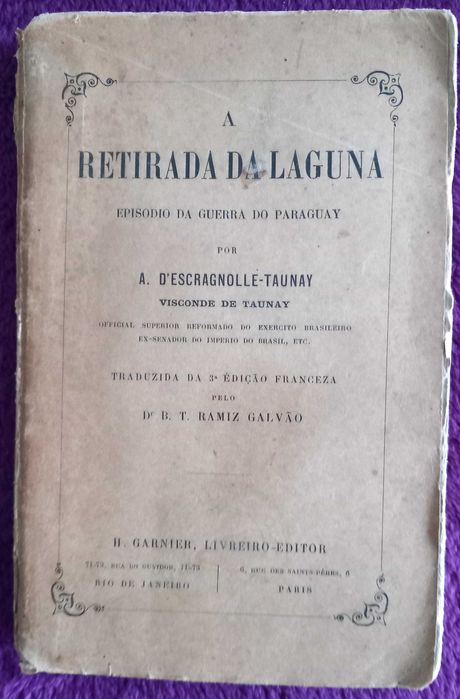 A
RETIRADA DA LAGUNA
EPISODIO DA GUERRA DO PARAGUAY
POR
A. D'ESCRAGNOLLE-TAUNAY
VISCONDE DE TAUNAY
OFFICIAL SUPERIOR REFORMADO DO EXERCITO BRASILEIRO
EX-SENADOR DO IMPERIO DO BRASIL, ETC.
TRADUZIDA DA 3ª ÉDIÇÃO FRANCEZA
PELO
Dr B. T. RAMIZ GALVÃO
H. GARNIER, LIVREIRO-EDITOR
71-73, RUA DO OUVIDOR, 71-73
RIO DE JANEIRO
6, RUE DES SAINTS-PÈRES, 6
PARIS